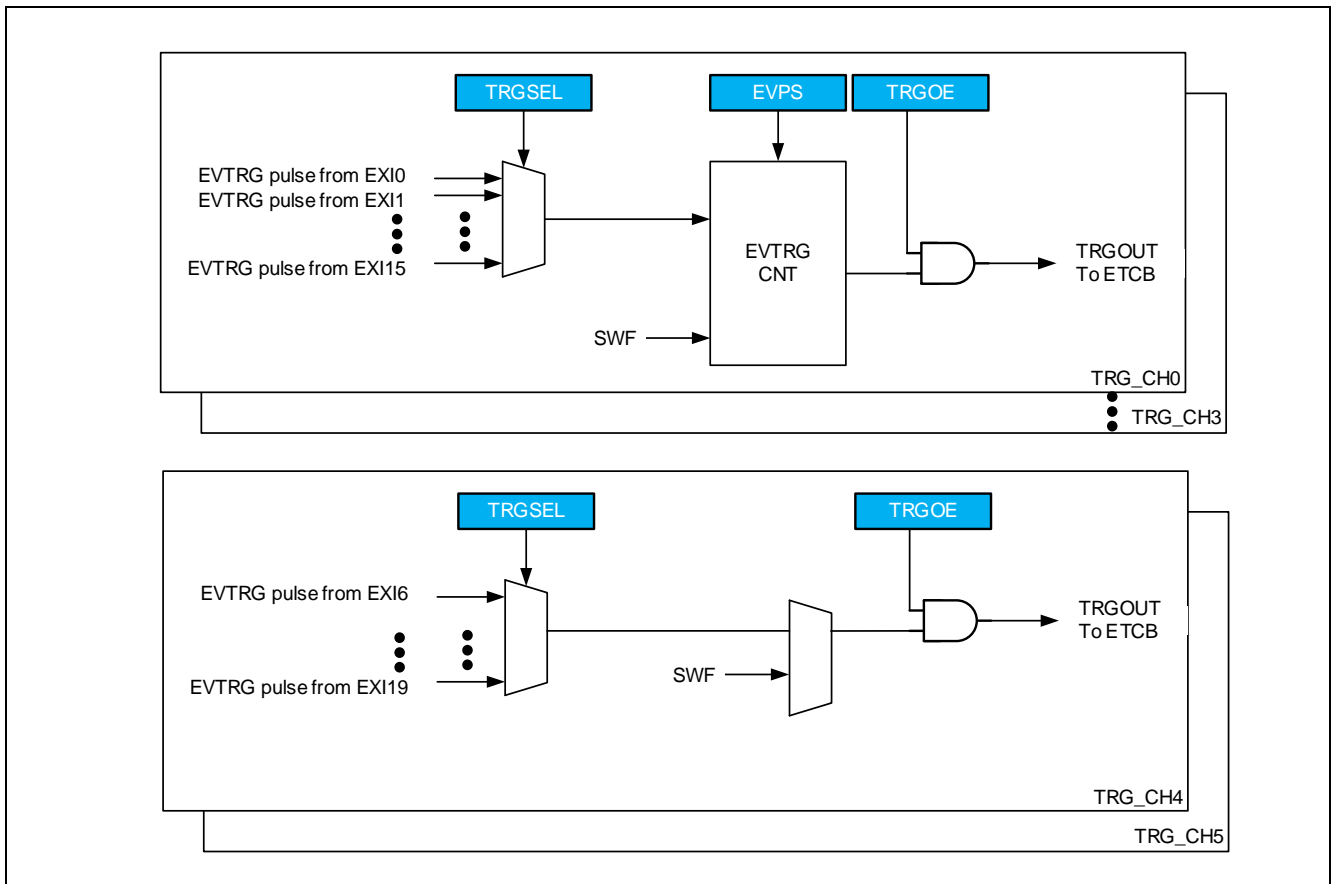 TRGSEL
EVPS
TRGOE
EVTRG pulse from EXI0
EVTRG pulse from EXI1
EVTRG pulse from EXI15
EVTRG
CNT
TRGOUT
To ETCB
SWF
TRG_CH0
TRG_CH3
TRGSEL
TRGOE
EVTRG pulse from EXI6
EVTRG pulse from EXI19
SWF
TRGOUT
To ETCB
TRG_CH4
TRG_CH5